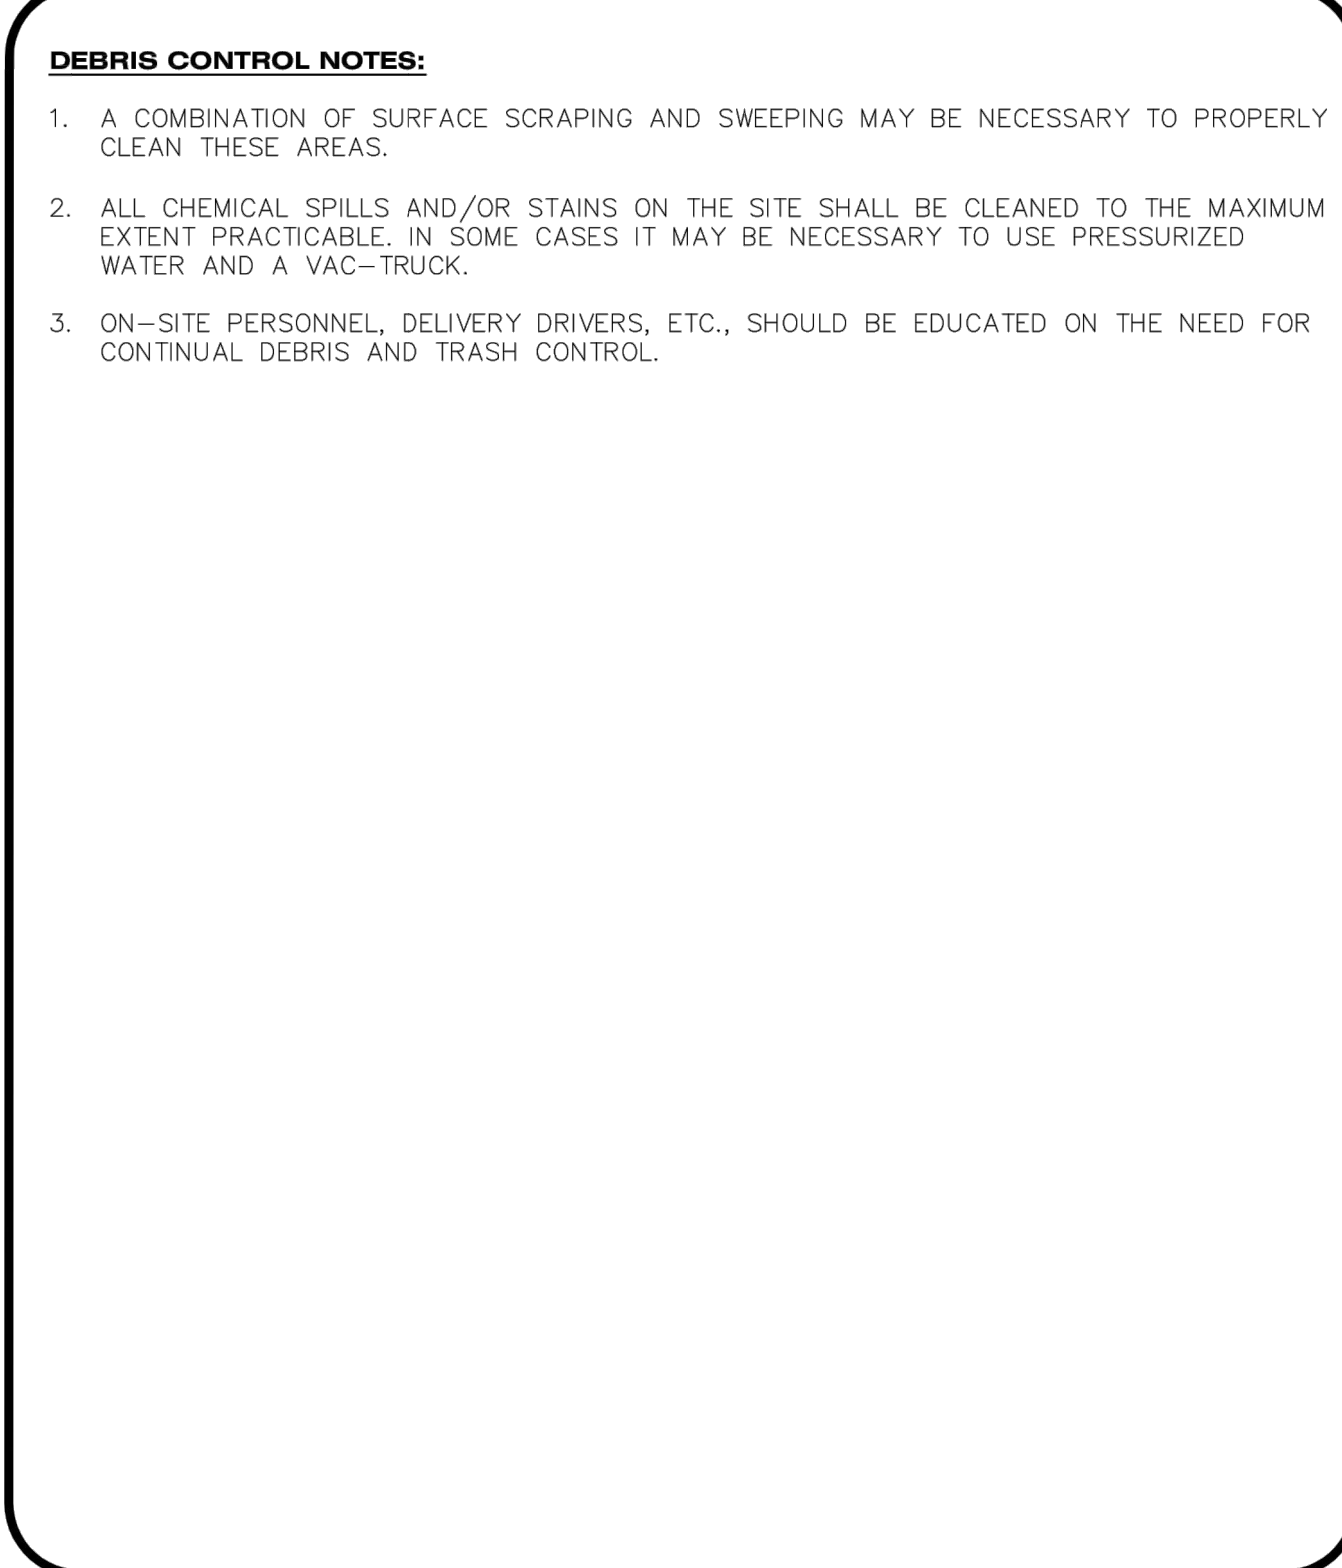 DEBRIS CONTROL NOTES:
1. A COMBINATION OF SURFACE SCRAPING AND SWEEPING MAY BE NECESSARY TO PROPERLY
CLEAN THESE AREAS.
2. ALL CHEMICAL SPILLS AND/OR STAINS ON THE SITE SHALL BE CLEANED TO THE MAXIMUM
EXTENT PRACTICABLE. IN SOME CASES IT MAY BE NECESSARY TO USE PRESSURIZED
WATER AND A VAC-TRUCK.
3. ON-SITE PERSONNEL, DELIVERY DRIVERS, ETC., SHOULD BE EDUCATED ON THE NEED FOR
CONTINUAL DEBRIS AND TRASH CONTROL.